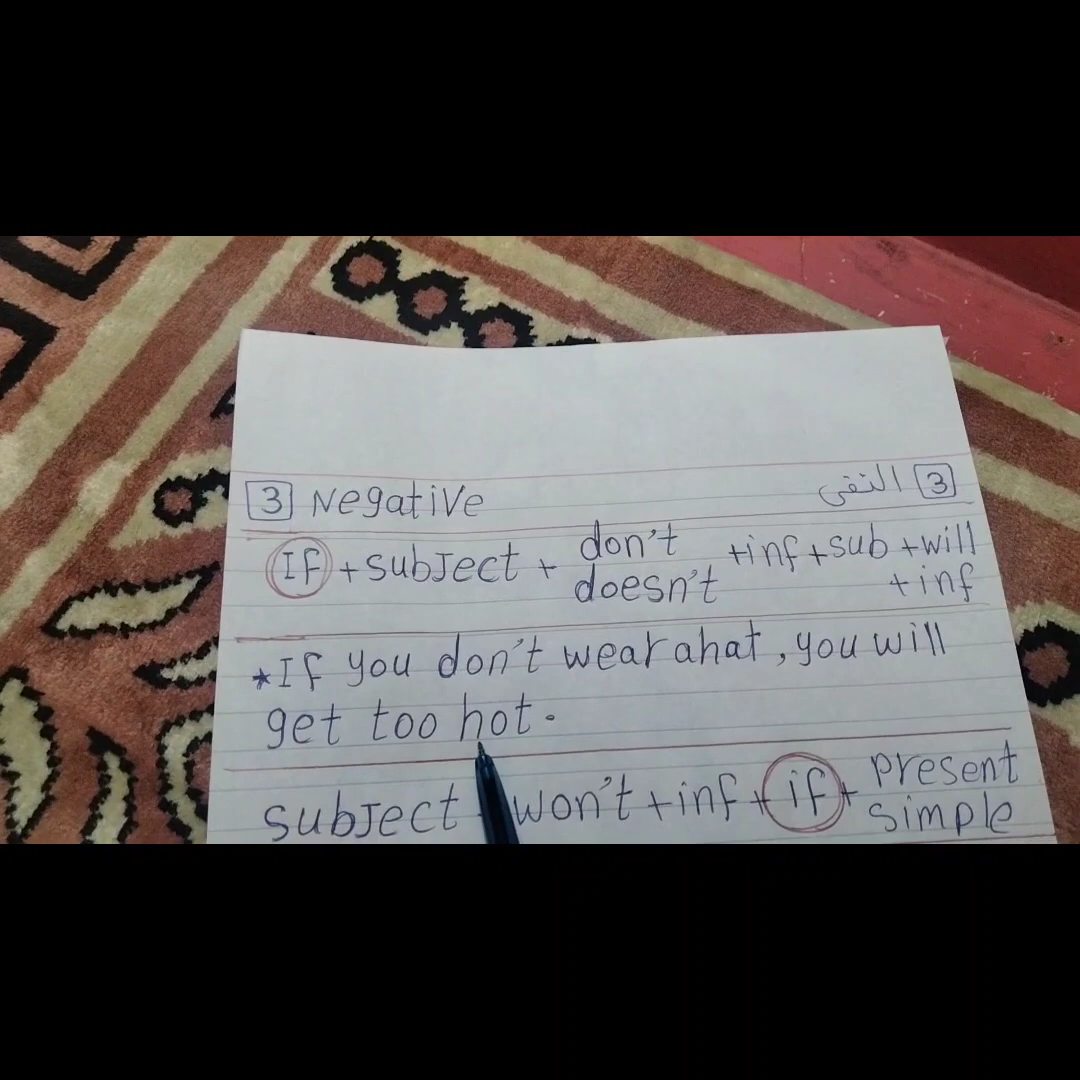 3 Negative
3 النفى
If + subject + don't / doesn't + inf + sub + will + inf
*If you don't wear a hat, you will
get too hot.
subject won't + inf + if + present simple